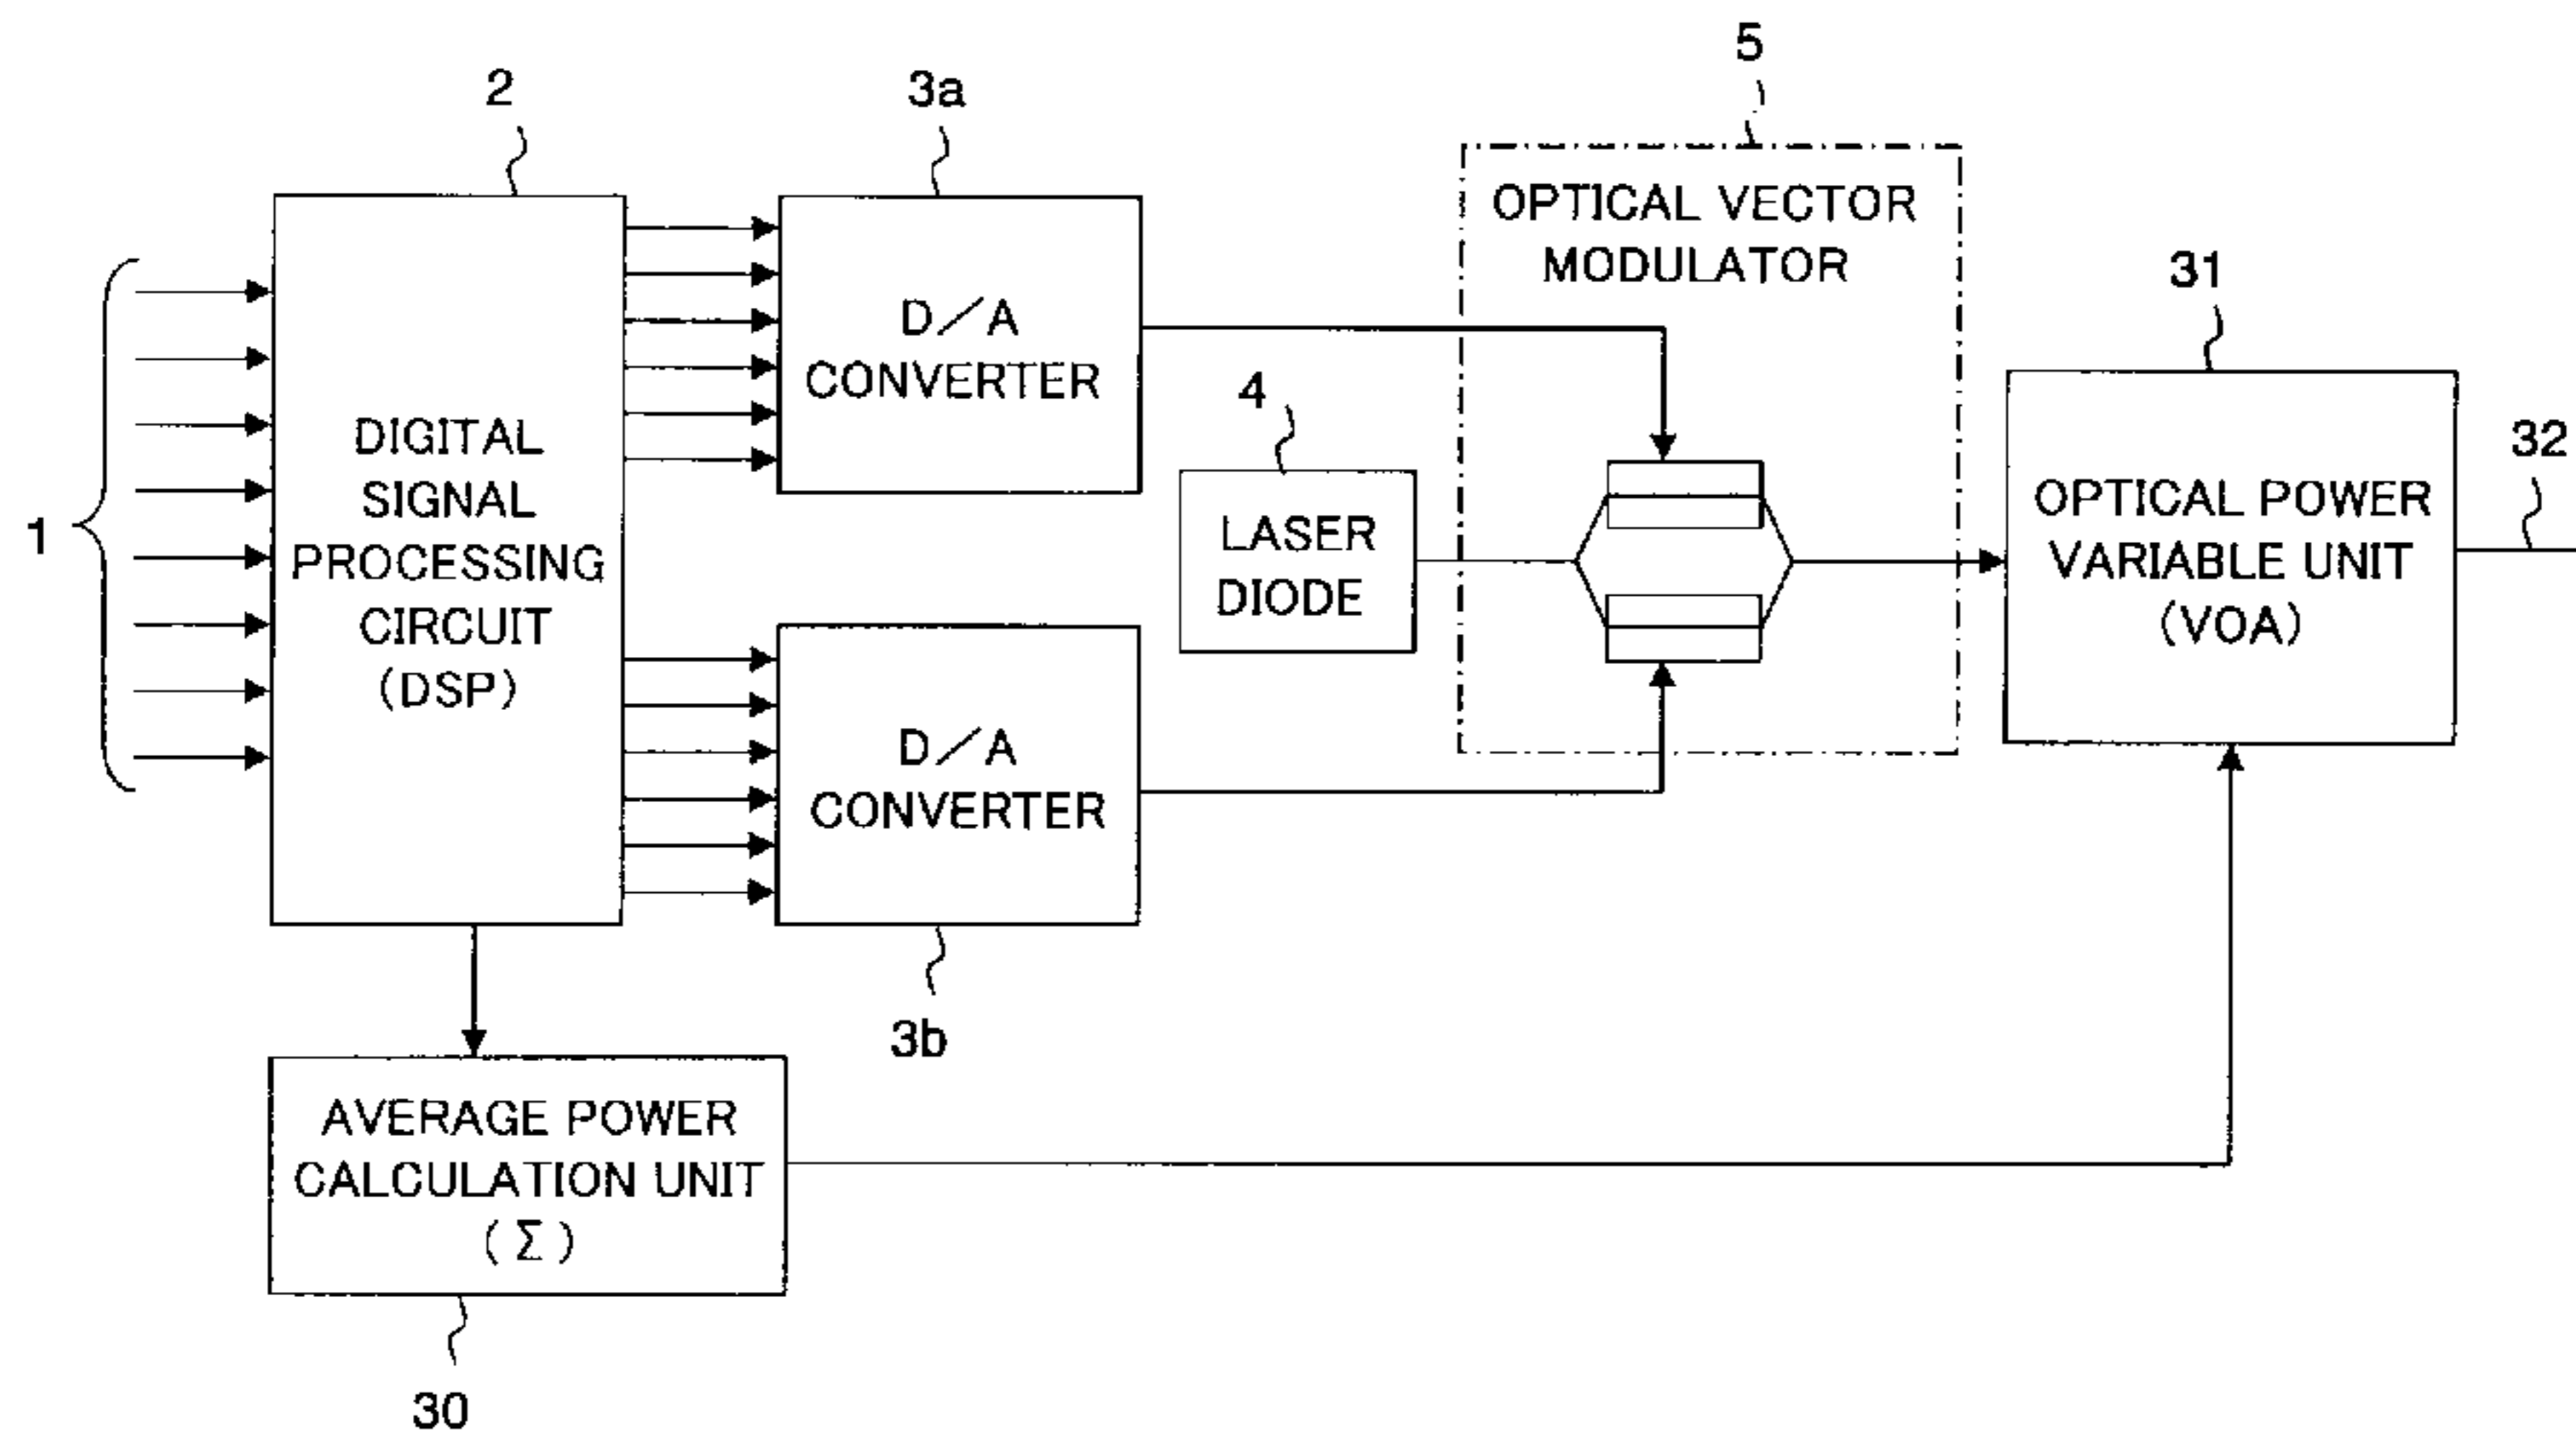 5
2
3a
OPTICAL VECTOR
MODULATOR
31
D/A
CONVERTER
4
32
DIGITAL
SIGNAL
PROCESSING
CIRCUIT
(DSP)
1
LASER
DIODE
OPTICAL POWER
VARIABLE UNIT
(VOA)
D/A
CONVERTER
3b
AVERAGE POWER
CALCULATION UNIT
(Σ)
30